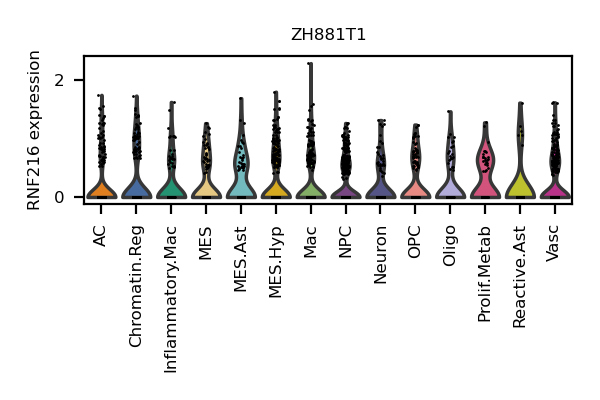 ZH881T1
RNF216 expression
2
0
AC
Chromatin.Reg
Inflammatory.Mac
MES
MES.Ast
MES.Hyp
Mac
NPC
Neuron
OPC
Oligo
Prolif.Metab
Reactive.Ast
Vasc